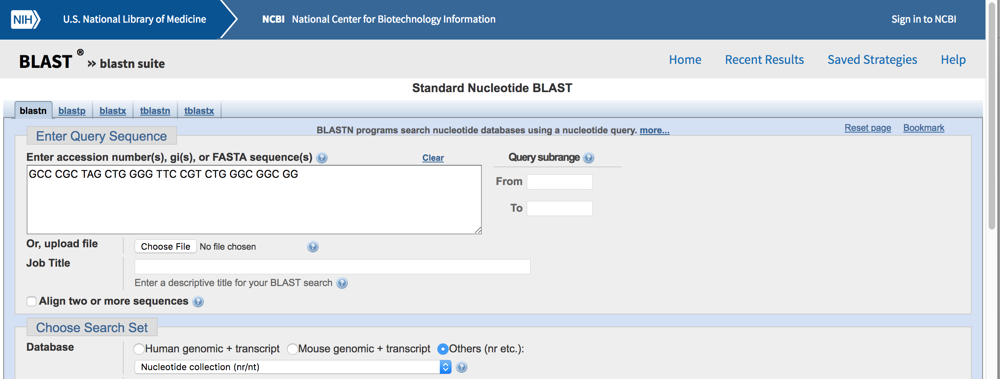 NIH U.S. National Library of Medicine NCBI National Center for Biotechnology Information Sign in to NCBI
BLAST ® » blastn suite Home Recent Results Saved Strategies Help
Standard Nucleotide BLAST
blastn blastp blastx tblastn tblastx
BLASTN programs search nucleotide databases using a nucleotide query. more... Reset page Bookmark
Enter Query Sequence
Enter accession number(s), gi(s), or FASTA sequence(s) ? Clear Query subrange ?
GCC CGC TAG CTG GGG TTC CGT CTG GGC GGC GG
From
To
Or, upload file Choose File No file chosen ?
Job Title
Enter a descriptive title for your BLAST search ?
Align two or more sequences ?
Choose Search Set
Database Human genomic + transcript Mouse genomic + transcript Others (nr etc.):
Nucleotide collection (nr/nt) ?